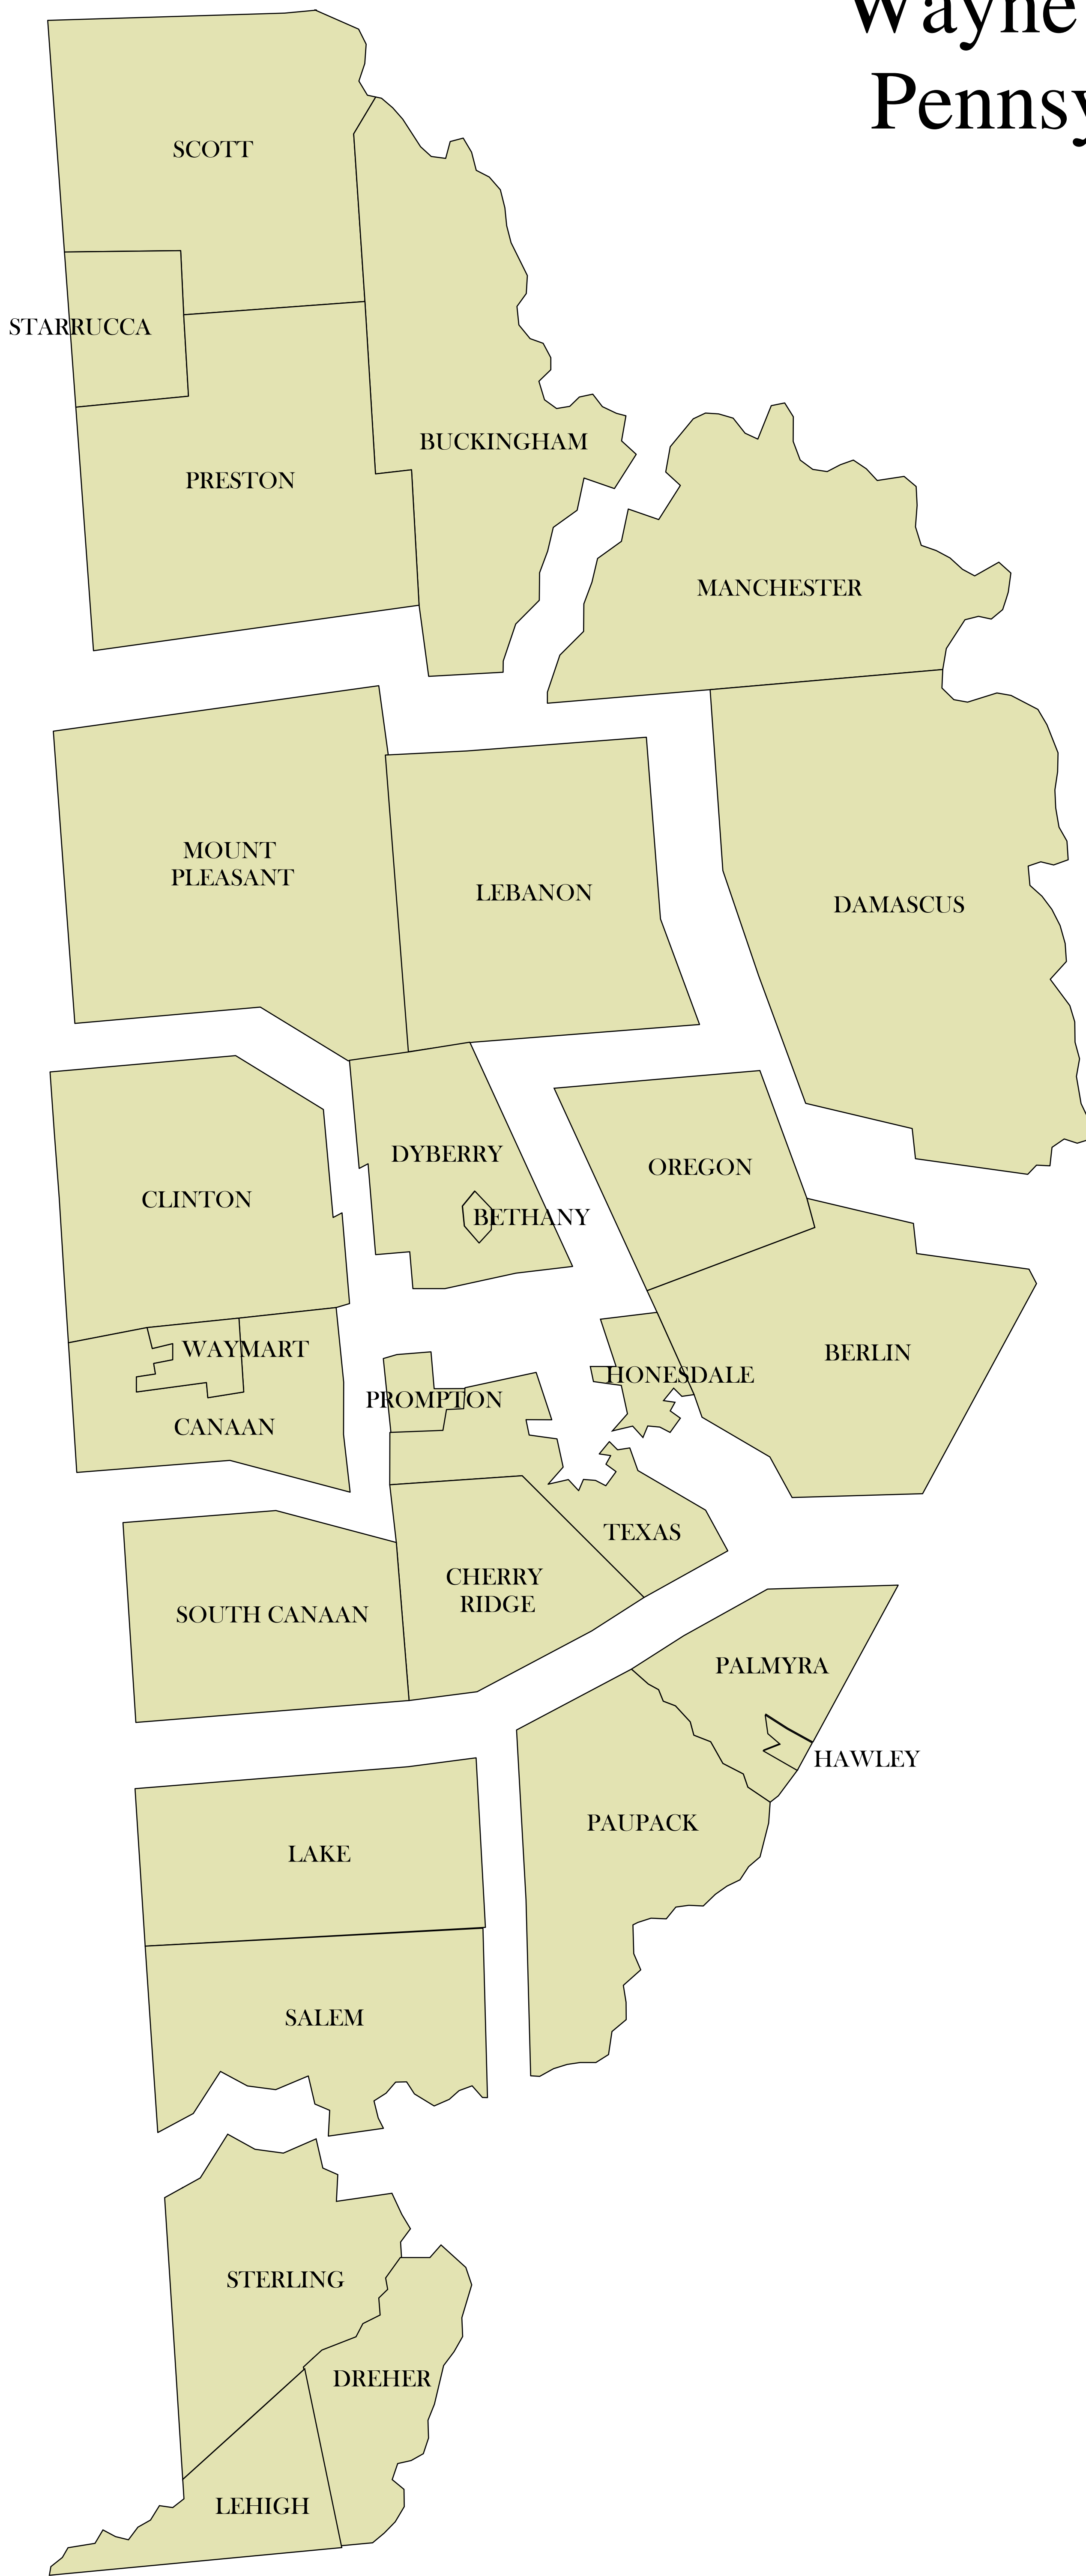 Wayne
Pennsy
SCOTT
STARRUCCA
BUCKINGHAM
PRESTON
MANCHESTER
MOUNT
PLEASANT
LEBANON
DAMASCUS
DYBERRY
OREGON
CLINTON
BETHANY
WAYMART
BERLIN
HONESDALE
PROMPTON
CANAAN
TEXAS
CHERRY
RIDGE
SOUTH CANAAN
PALMYRA
HAWLEY
PAUPACK
LAKE
SALEM
STERLING
DREHER
LEHIGH